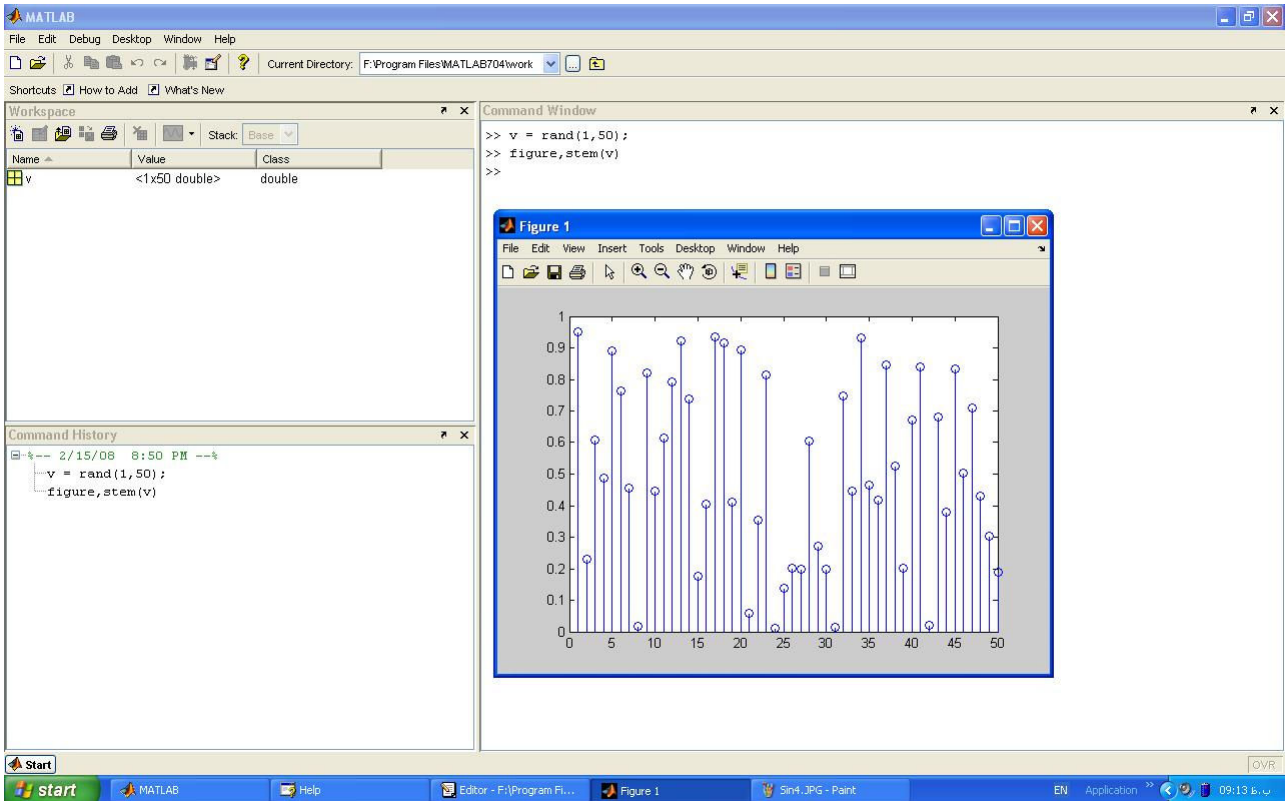 MATLAB
File Edit Debug Desktop Window Help
Current Directory: F:\Program Files\MATLAB704\work
Shortcuts How to Add What's New
Workspace
Stack: Base
Name Value Class
v <1x50 double> double
Command History
%-- 2/15/08 8:50 PM --%
v = rand(1,50);
figure,stem(v)
Command Window
>> v = rand(1,50);
>> figure,stem(v)
>>
Figure 1
File Edit View Insert Tools Desktop Window Help
1
0.9
0.8
0.7
0.6
0.5
0.4
0.3
0.2
0.1
0
0 5 10 15 20 25 30 35 40 45 50
Start
OVR
start MATLAB Help Editor - F:\Program Fi... Figure 1 Sin4.JPG - Paint EN Application 09:13